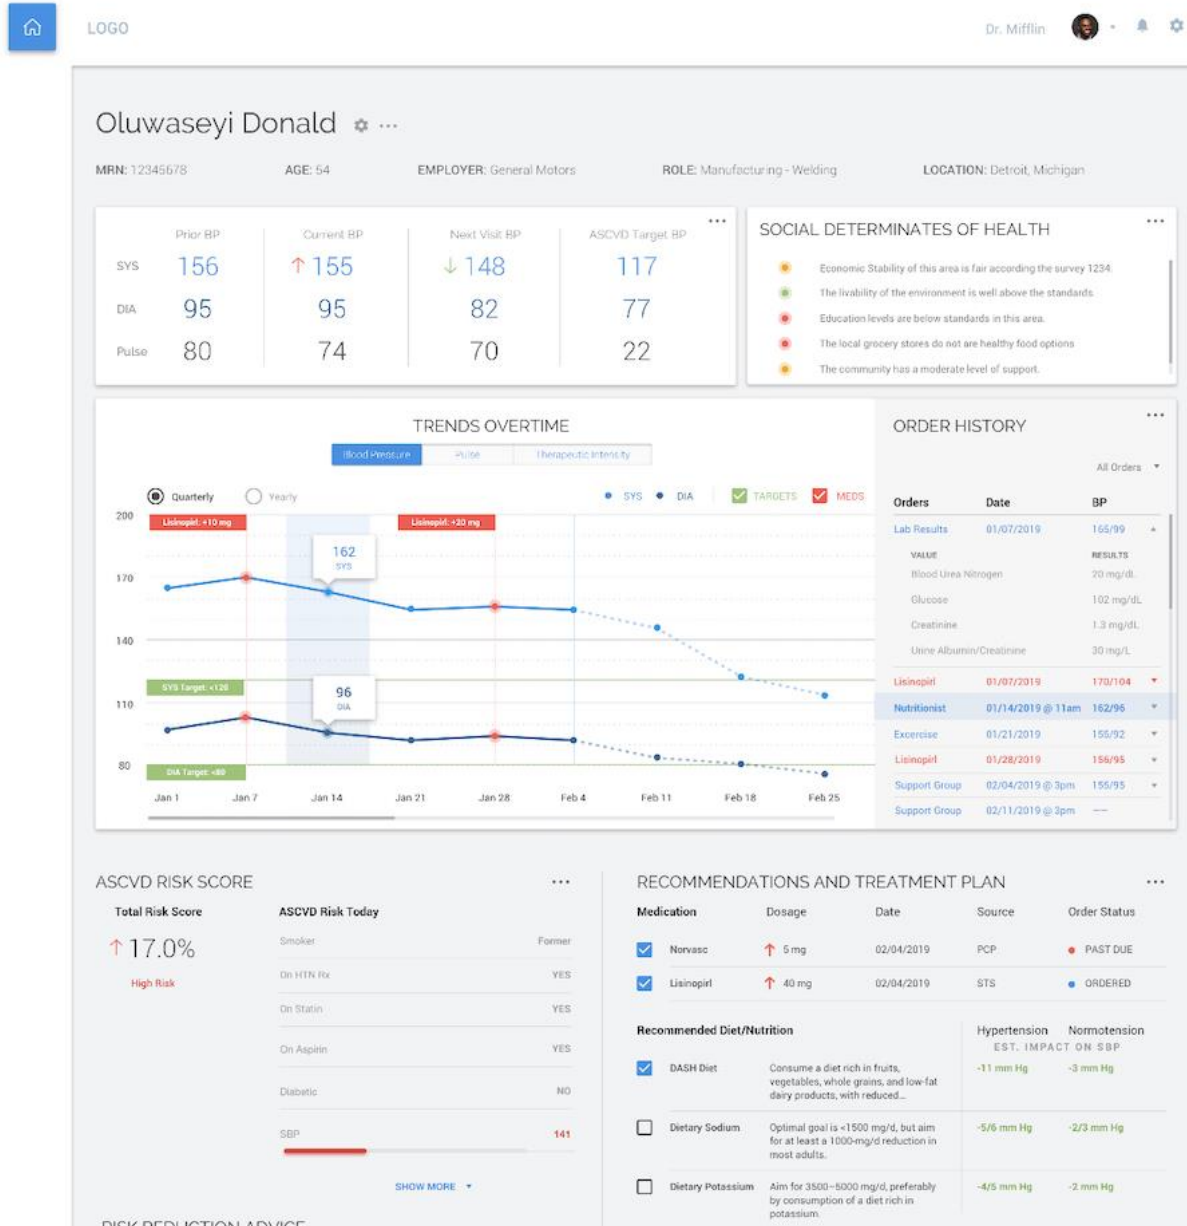 LOGO
Dr. Mifflin
Oluwaseyi Donald
MRN: 12345678 AGE: 54 EMPLOYER: General Motors ROLE: Manufacturing - Welding LOCATION: Detroit, Michigan
Prior BP Current BP Next Visit BP ASCVD Target BP
SYS 156 ↑ 155 ↓ 148 117
DIA 95 95 82 77
Pulse 80 74 70 22
SOCIAL DETERMINATES OF HEALTH
Economic Stability of this area is fair according the survey 1234.
The livability of the environment is well above the standards.
Education levels are below standards in this area.
The local grocery stores do not are healthy food options
The community has a moderate level of support.
TRENDS OVERTIME
Blood Pressure Pulse Therapeutic Intensity
Quarterly Yearly SYS DIA TARGETS MEDS
200
Lisinopirl: +10 mg Lisinopirl: +20 mg
162
SYS
170
140
SYS Target: <120
96
DIA
110
80
DIA Target: <80
Jan 1 Jan 7 Jan 14 Jan 21 Jan 28 Feb 4 Feb 11 Feb 18 Feb 25
ORDER HISTORY
All Orders
Orders Date BP
Lab Results 01/07/2019 165/99
VALUE RESULTS
Blood Urea Nitrogen 20 mg/dL
Glucose 102 mg/dL
Creatinine 1.3 mg/dL
Urine Albumin/Creatinine 30 mg/L
Lisinopirl 01/07/2019 170/104
Nutritionist 01/14/2019 @ 11am 162/96
Excercise 01/21/2019 155/92
Lisinopirl 01/28/2019 156/95
Support Group 02/04/2019 @ 3pm 155/95
Support Group 02/11/2019 @ 3pm ——
ASCVD RISK SCORE
Total Risk Score ASCVD Risk Today
↑ 17.0%
High Risk
Smoker Former
On HTN Rx YES
On Statin YES
On Aspirin YES
Diabetic NO
SBP 141
SHOW MORE
RISK REDUCTION ADVICE
RECOMMENDATIONS AND TREATMENT PLAN
Medication Dosage Date Source Order Status
Norvasc ↑ 5 mg 02/04/2019 PCP PAST DUE
Lisinopirl ↑ 40 mg 02/04/2019 STS ORDERED
Recommended Diet/Nutrition Hypertension Normotension
EST. IMPACT ON SBP
DASH Diet Consume a diet rich in fruits, -11 mm Hg -3 mm Hg
vegetables, whole grains, and low-fat
dairy products, with reduced...
Dietary Sodium Optimal goal is <1500 mg/d, but aim -5/6 mm Hg -2/3 mm Hg
for at least a 1000-mg/d reduction in
most adults.
Dietary Potassium Aim for 3500–5000 mg/d, preferably -4/5 mm Hg -2 mm Hg
by consumption of a diet rich in
potassium.